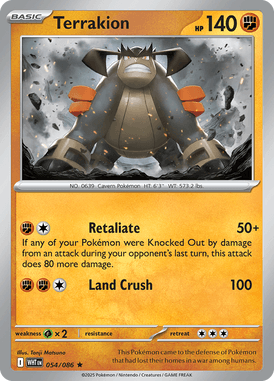 BASIC
Terrakion
HP 140
NO. 0639 Cavern Pokémon HT: 6'3" WT: 573.2 lbs.
Retaliate 50+
If any of your Pokémon were Knocked Out by damage
from an attack during your opponent's last turn, this attack
does 80 more damage.
Land Crush 100
weakness ×2 resistance retreat
Illus. Tanji Matsuno
This Pokémon came to the defense of Pokémon
that had lost their homes in a war among humans.
I WHT EN 054/086 ★
©2025 Pokémon / Nintendo / Creatures / GAME FREAK